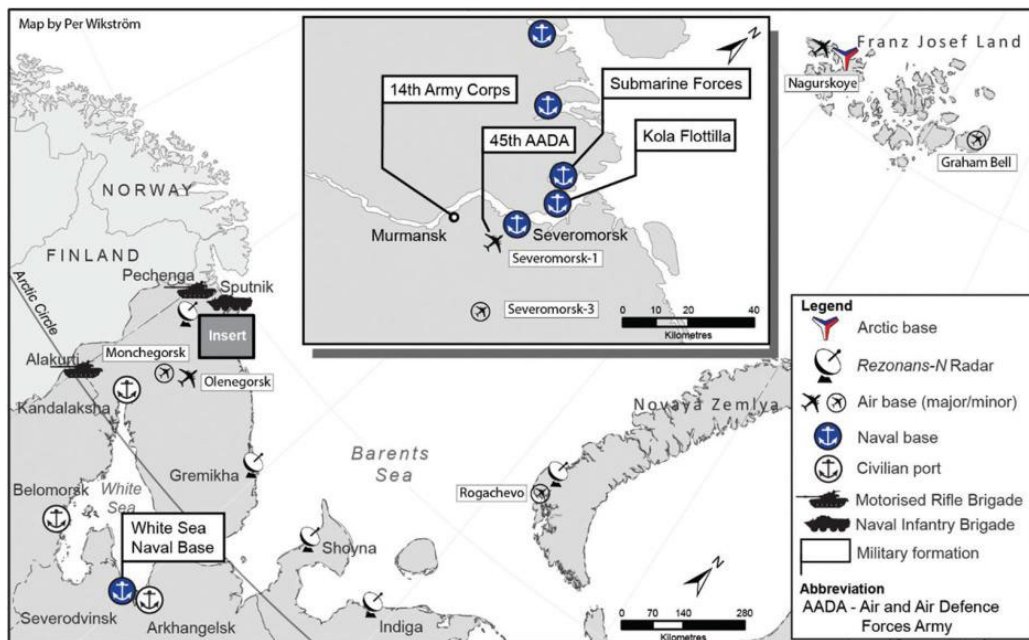 Map by Per Wikström
14th Army Corps
Submarine Forces
45th AADA
Kola Flottilla
Murmansk
Severomorsk
Severomorsk-1
Severomorsk-3
0 10 20 40
Kilometres
N
Franz Josef Land
Nagurskoye
Graham Bell
NORWAY
FINLAND
Pechenga
Sputnik
Arctic Circle
Insert
Monchegorsk
Alakurti
Olenegorsk
Kandalaksha
Gremikha
Barents
Sea
Novaya Zemlya
Rogachevo
Belomorsk
White
Sea
White Sea
Naval Base
Shoyna
Severodvinsk
Arkhangelsk
Indiga
N
0 70 140 280
Kilometres
Legend
Arctic base
Rezonans-N Radar
Air base (major/minor)
Naval base
Civilian port
Motorised Rifle Brigade
Naval Infantry Brigade
Military formation
Abbreviation
AADA - Air and Air Defence
Forces Army